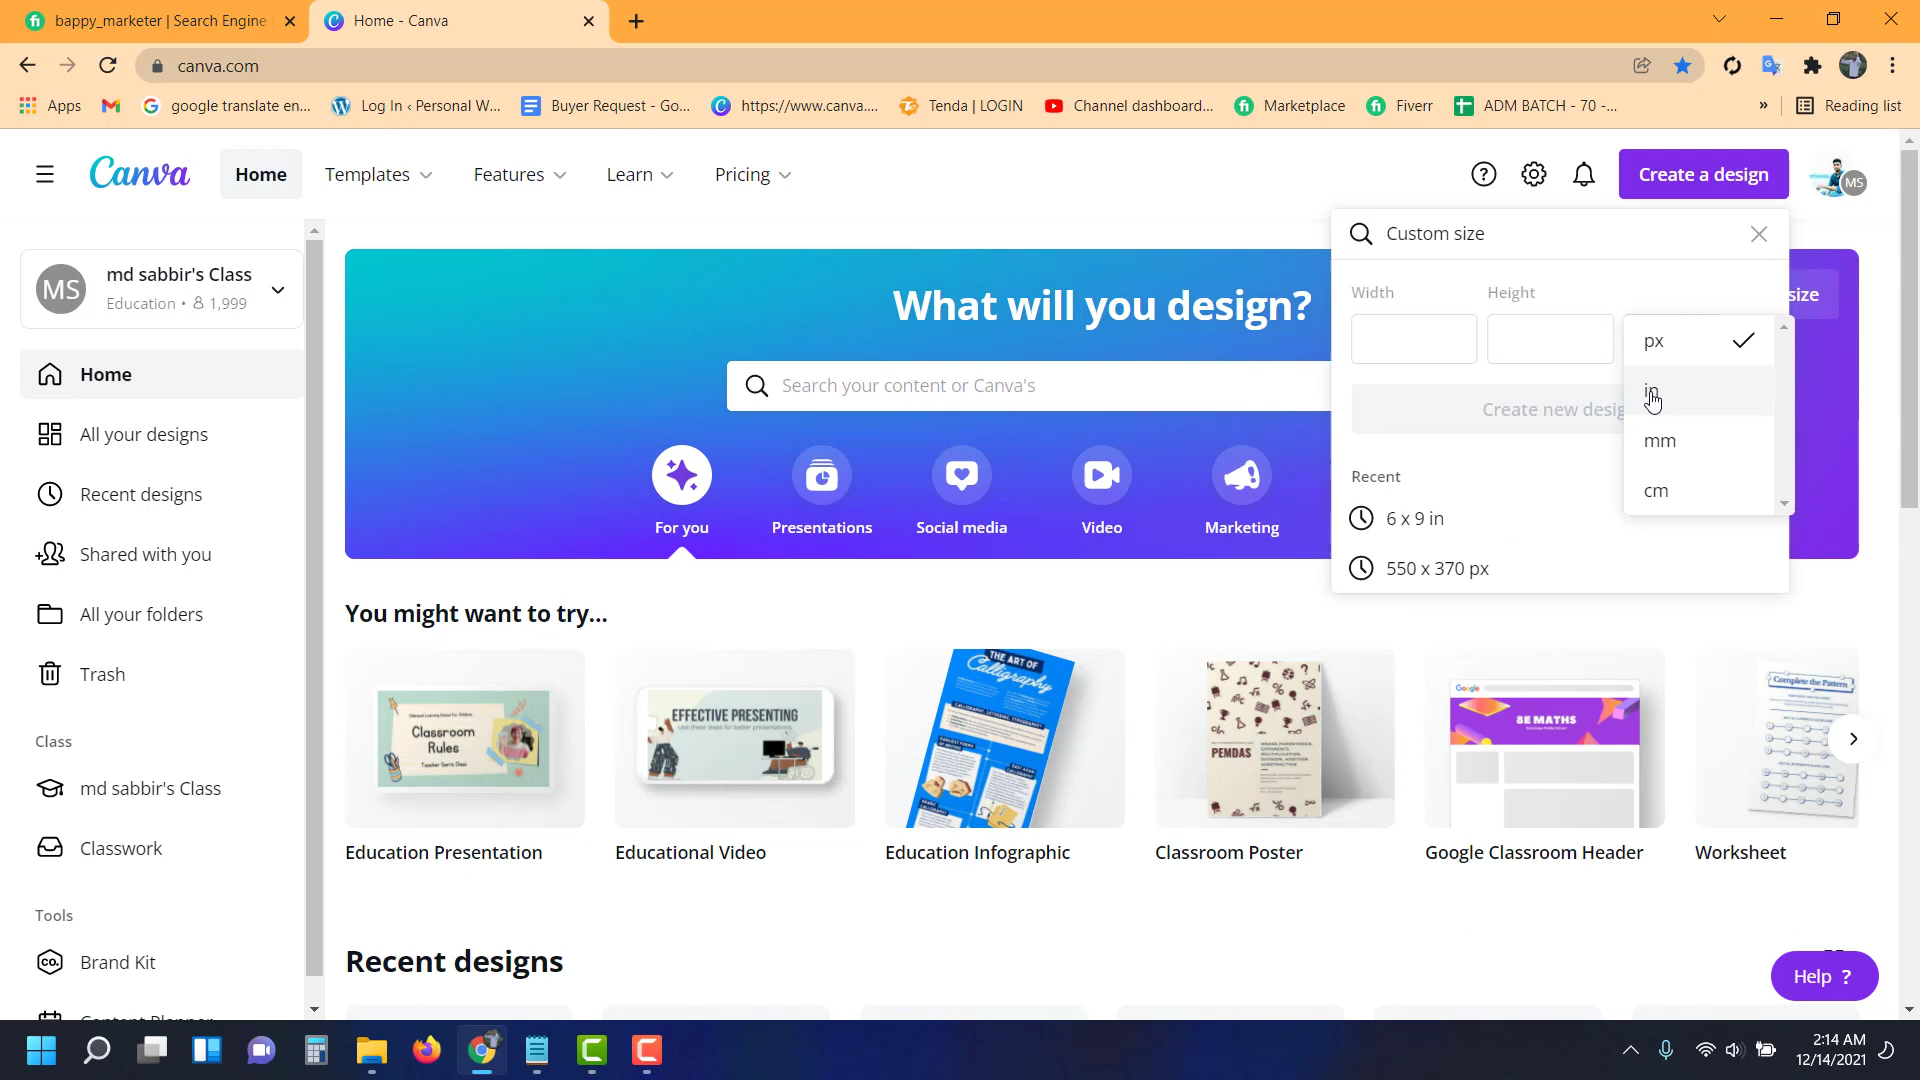 bappy_marketer | Search Engine
Home - Canva
canva.com
Apps
google translate en...
Log In ‹ Personal W...
Buyer Request - Go...
https://www.canva....
Tenda | LOGIN
Channel dashboard...
Marketplace
Fiverr
ADM BATCH - 70 -...
»
Reading list
Canva
Home
Templates
Features
Learn
Pricing
Create a design
MS
MS
md sabbir's Class
Education • 1,999
Home
All your designs
Recent designs
Shared with you
All your folders
Trash
Class
md sabbir's Class
Classwork
Tools
Brand Kit
Content Planner
What will you design?
Search your content or Canva's
For you
Presentations
Social media
Video
Marketing
Custom size
Width
Height
size
px
in
mm
cm
Create new desig
Recent
6 x 9 in
550 x 370 px
You might want to try...
Classroom
Rules
EFFECTIVE PRESENTING
THE ART OF
Calligraphy
PEMDAS
Google
8E MATHS
Complete the Pattern
Education Presentation
Educational Video
Education Infographic
Classroom Poster
Google Classroom Header
Worksheet
Recent designs
Help ?
2:14 AM
12/14/2021